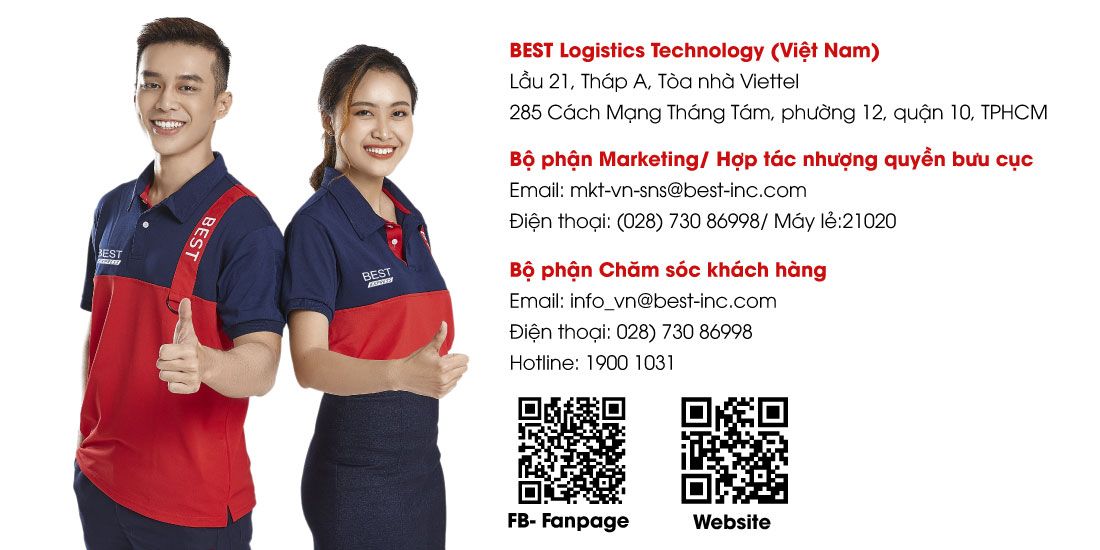 BEST Logistics Technology (Việt Nam)
Lầu 21, Tháp A, Tòa nhà Viettel
285 Cách Mạng Tháng Tám, phường 12, quận 10, TPHCM
Bộ phận Marketing/ Hợp tác nhượng quyền bưu cục
Email: mkt-vn-sns@best-inc.com
Điện thoại: (028) 730 86998/ Máy lẻ:21020
Bộ phận Chăm sóc khách hàng
Email: info_vn@best-inc.com
Điện thoại: 028) 730 86998
Hotline: 1900 1031
FB- Fanpage
Website
BEST
BEST
EXPRESS
BEST
EXPRESS